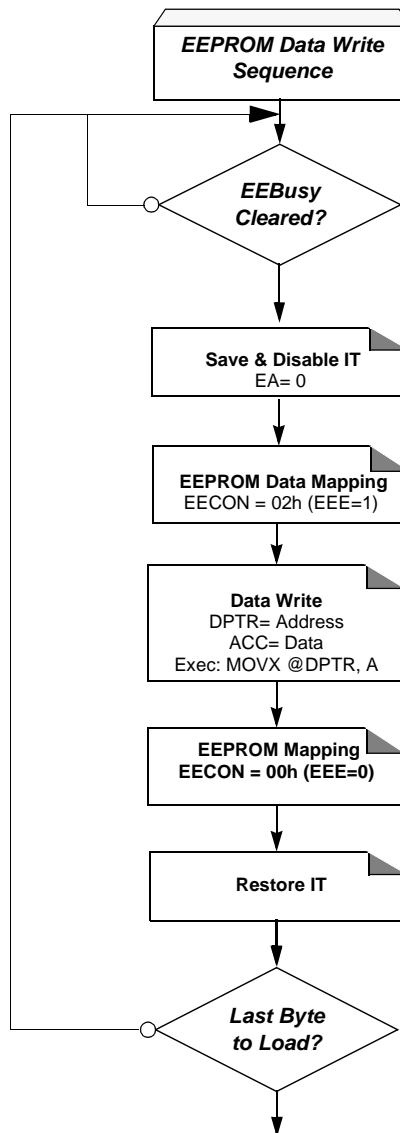 EEPROM Data Write
Sequence
EEBusy
Cleared?
Save & Disable IT
EA= 0
EEPROM Data Mapping
EECON = 02h (EEE=1)
Data Write
DPTR= Address
ACC= Data
Exec: MOVX @DPTR, A
EEPROM Mapping
EECON = 00h (EEE=0)
Restore IT
Last Byte
to Load?